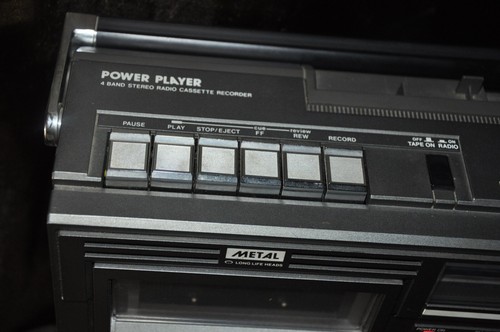 POWER PLAYER
4 BAND STEREO RADIO CASSETTE RECORDER
PAUSE
PLAY
STOP/EJECT
CUE
FF
REVIEW
REW
RECORD
OFF ON
TAPE ON RADIO
METAL
LONG LIFE HEADS